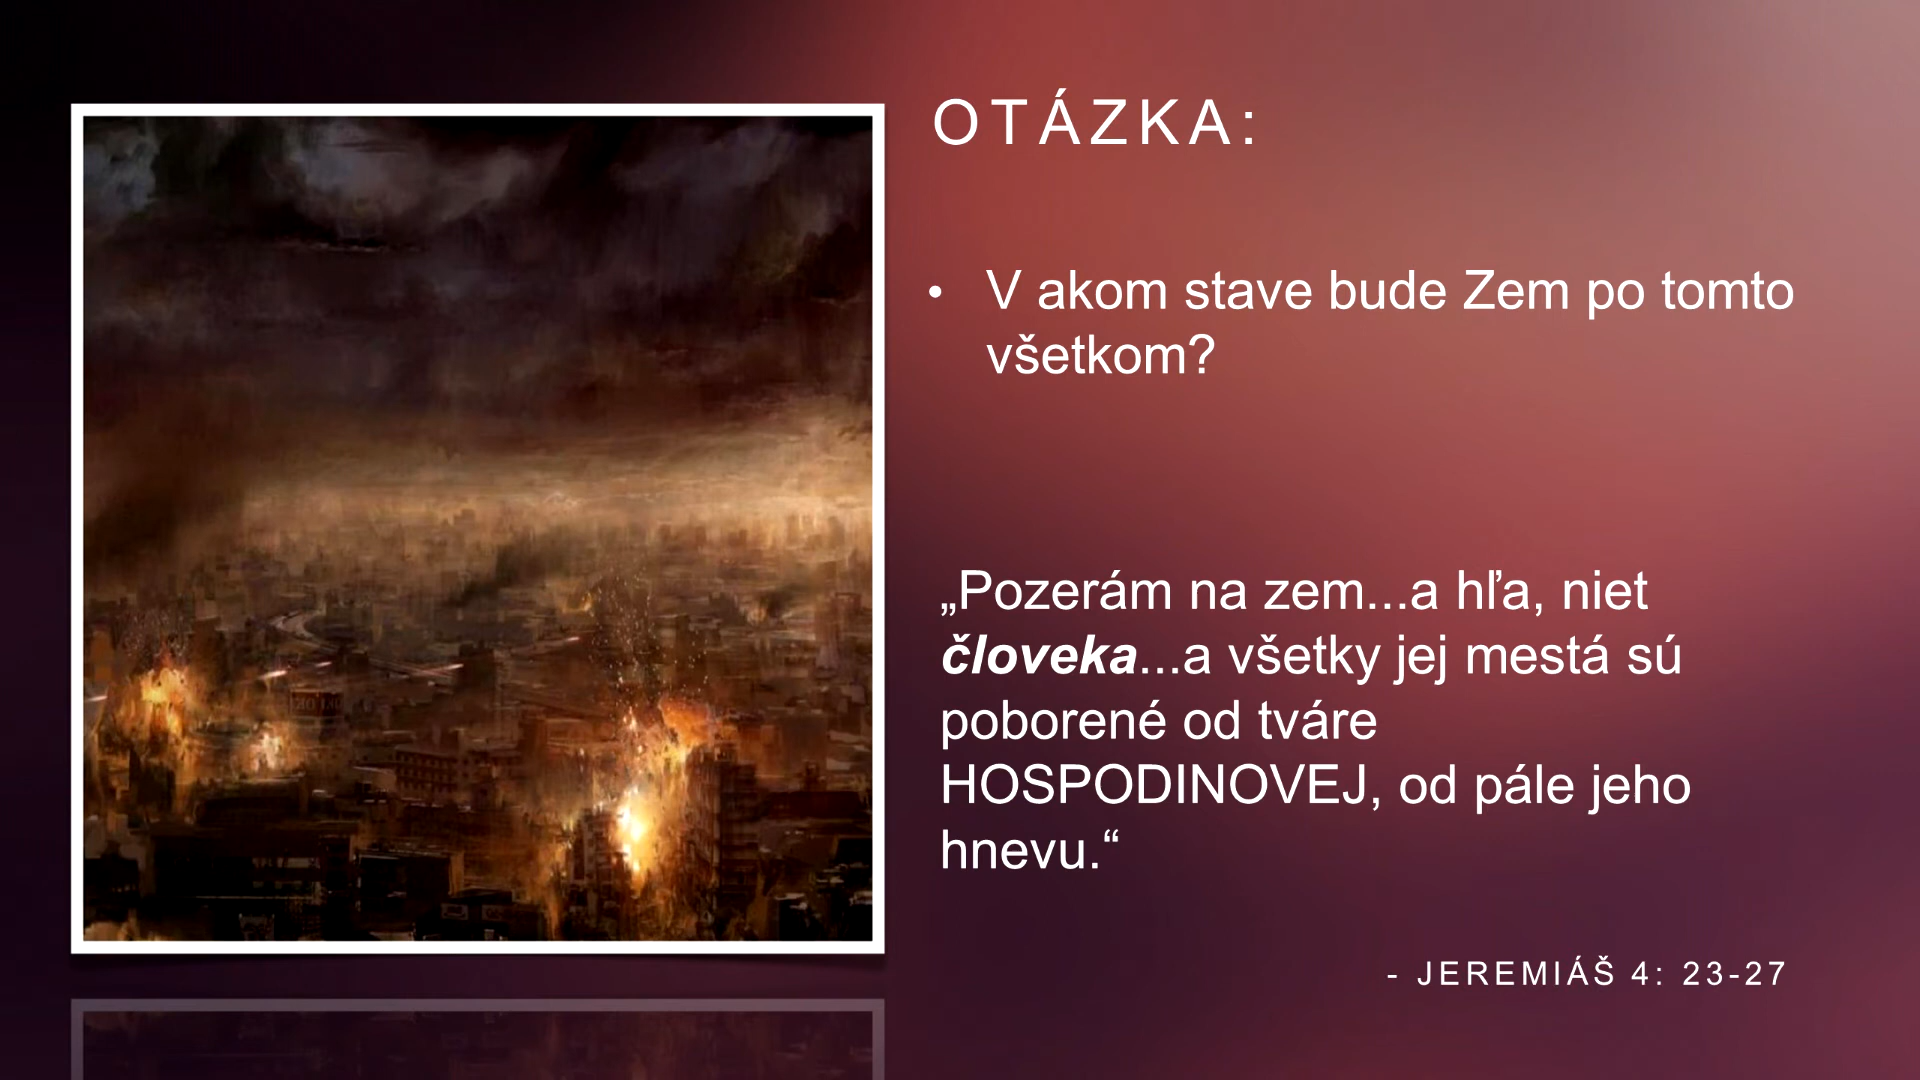 OTÁZKA:
• V akom stave bude Zem po tomto
všetkom?
„Pozerám na zem...a hľa, niet
človeka...a všetky jej mestá sú
poborené od tváre
HOSPODINOVEJ, od pále jeho
hnevu.“
- JEREMIÁŠ 4: 23-27